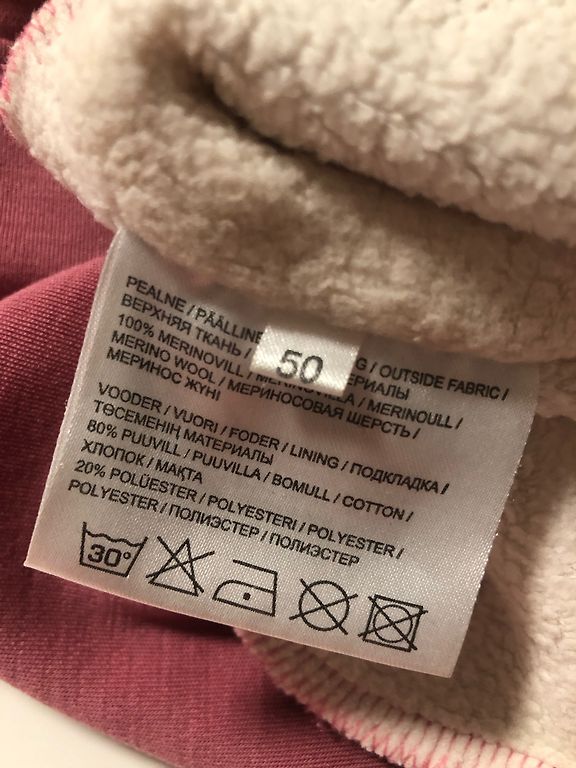 PEALNE / PÄÄLLINE
G / OUTSIDE FABRIC /
ВЕРХНЯЯ ТКАНЬ /
ЕРИАЛЫ
50
100% MERINOVILL / MERINOVILLA / MERINOULL /
MERINO WOOL / МЕРИНОСОВАЯ ШЕРСТЬ /
МЕРИНОС ЖҮНІ
VOODER / VUORI / FODER / LINING / ПОДКЛАДКА /
ТӨСЕМЕНІҢ МАТЕРИАЛЫ
80% PUUVILL / PUUVILLA / BOMULL / COTTON /
ХЛОПОК / МАҚТА
20% POLÜESTER / POLYESTERI / POLYESTER /
POLYESTER / ПОЛИЭСТЕР / ПОЛИЭСТЕР
30°